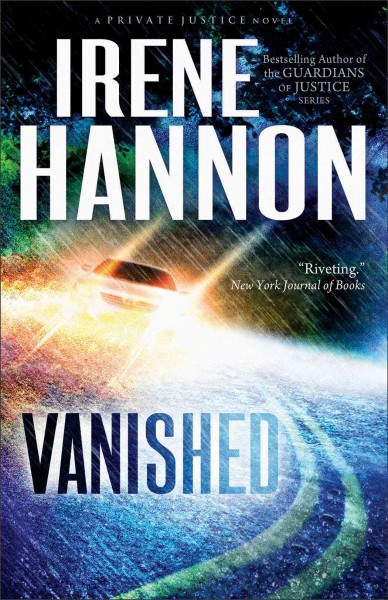 A PRIVATE JUSTICE NOVEL
IRENE
HANNON
Bestselling Author of
the GUARDIANS
OF JUSTICE
SERIES
“Riveting.”
New York Journal of Books
VANISHED